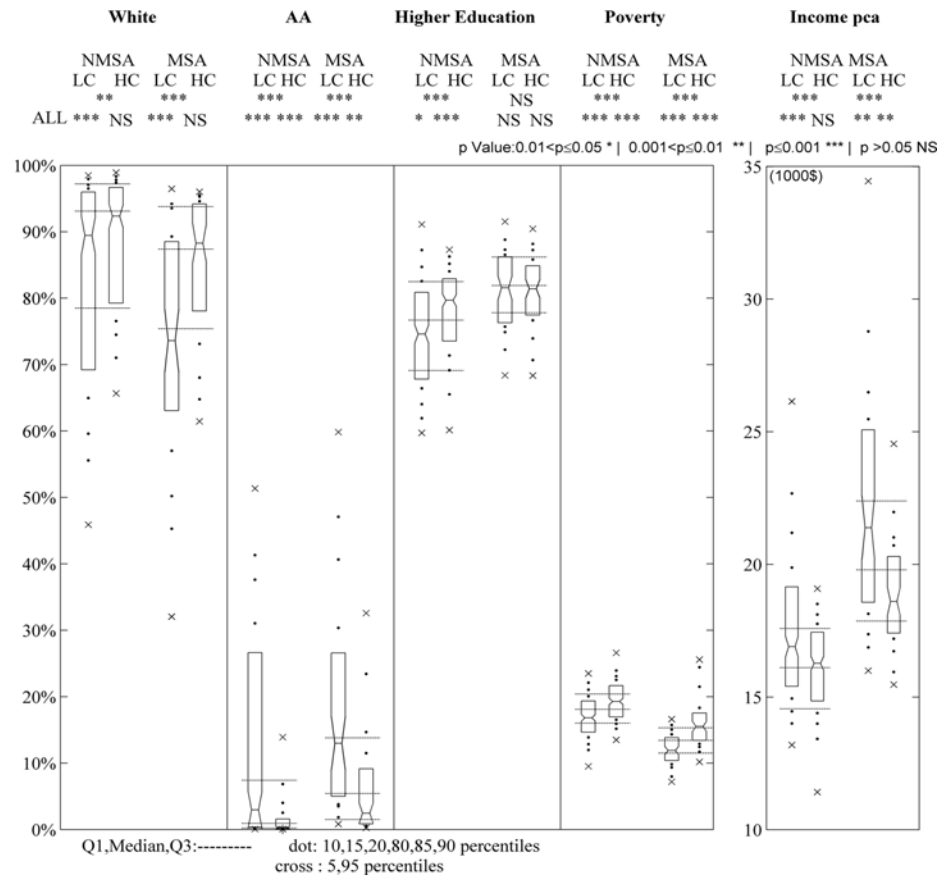 White AA Higher Education Poverty Income pca
NMSA MSA NMSA MSA NMSA MSA NMSA MSA NMSA MSA
LC HC LC HC LC HC LC HC LC HC LC HC LC HC LC HC LC HC LC HC
** *** *** *** *** NS *** *** *** ***
ALL *** NS *** NS *** *** *** ** * *** NS NS *** *** *** *** *** NS ** **
p Value:0.01<p≤0.05 * | 0.001<p≤0.01 ** | p≤0.001 *** | p >0.05 NS
100% 35
(1000$)
90%
80% 30
70%
60% 25
50%
40%
30% 20
20% 15
10%
0% 10
Q1,Median,Q3:--------- dot: 10,15,20,80,85,90 percentiles
cross : 5,95 percentiles